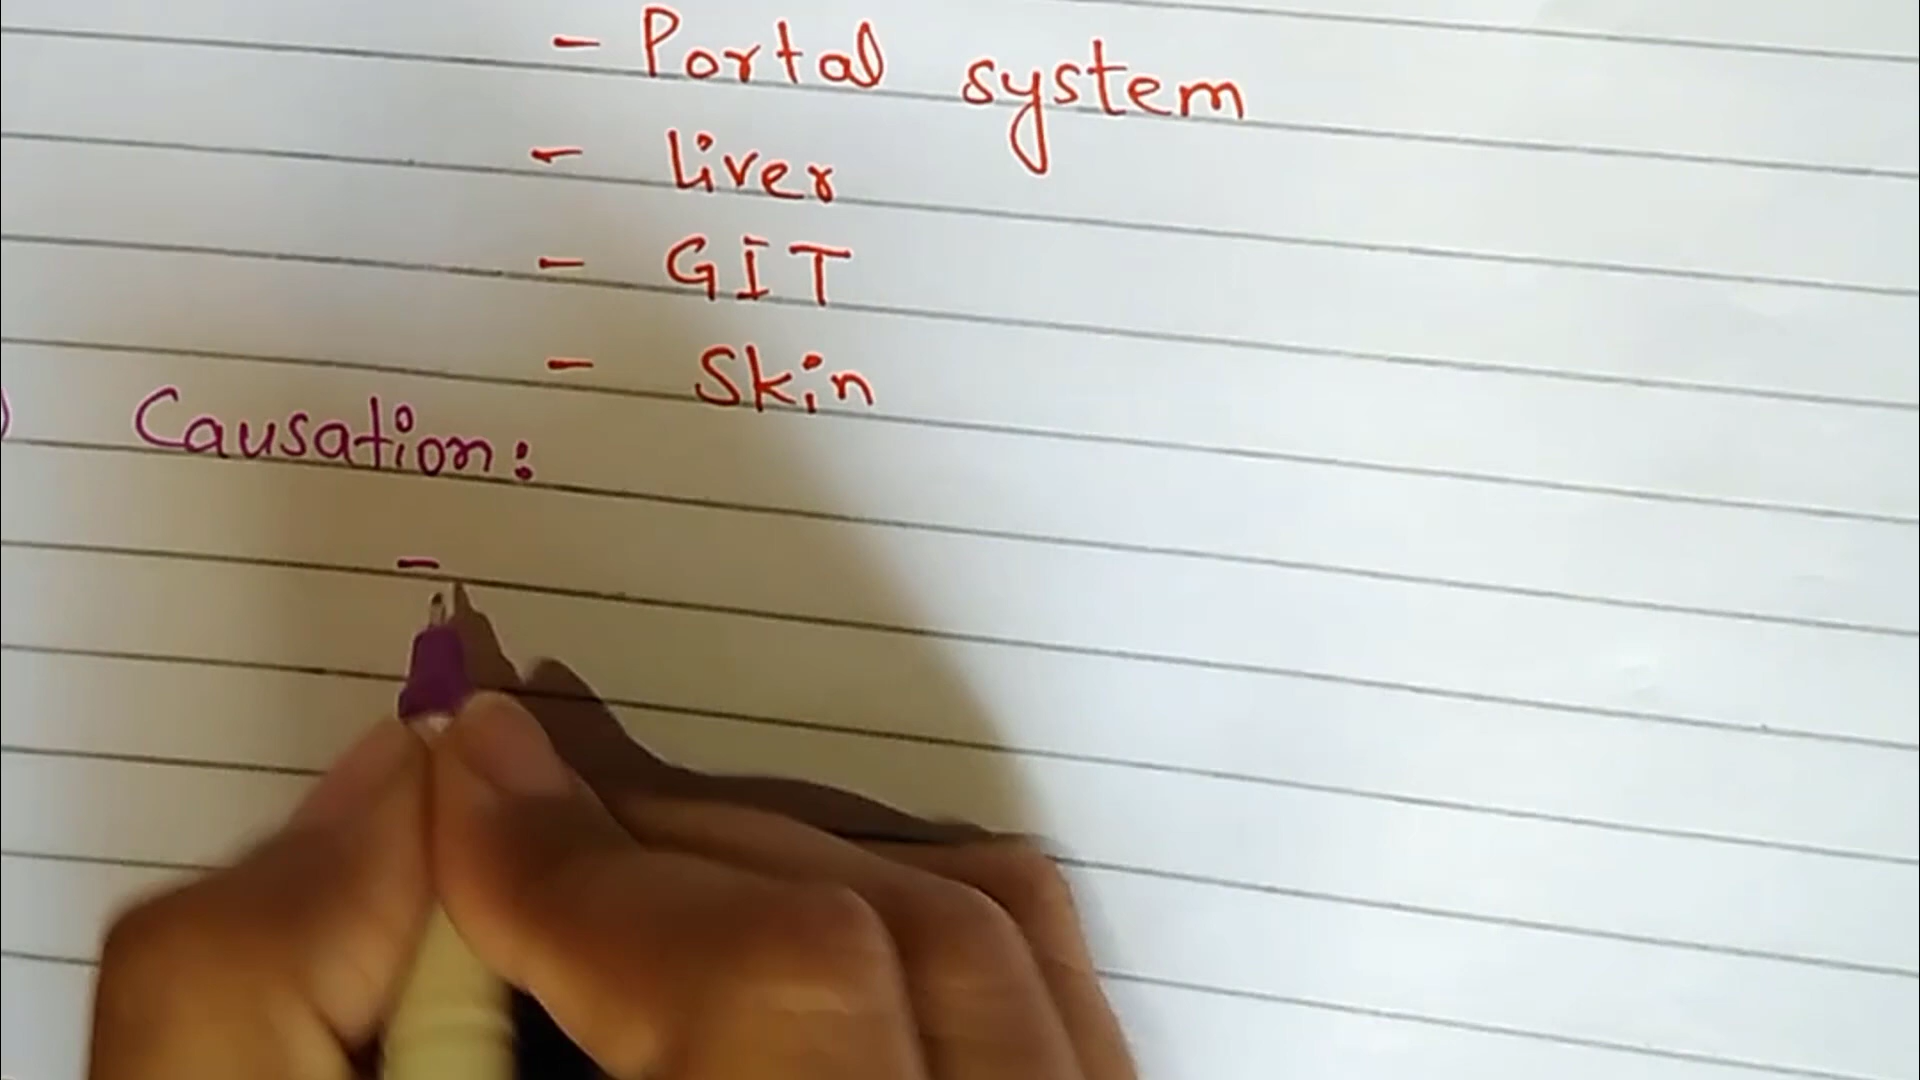 - Portal system
- liver
- GIT
- Skin
) Causation:
-